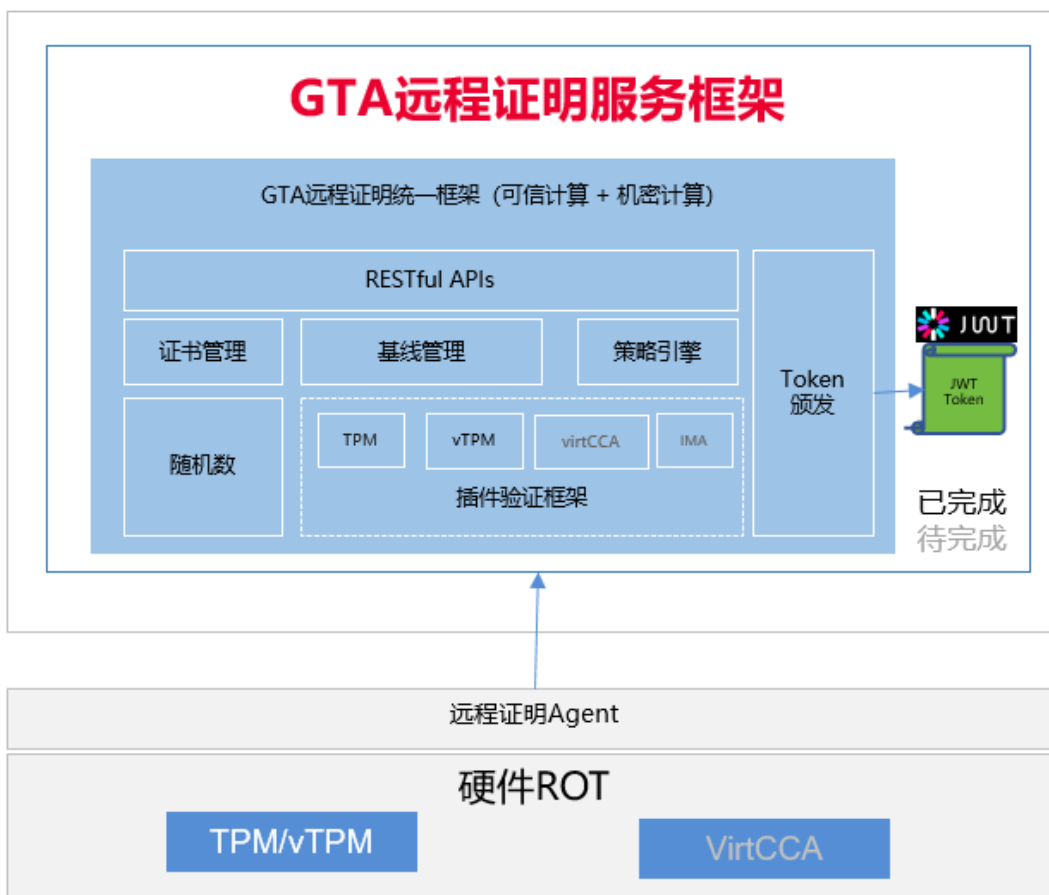 GTA远程证明服务框架
GTA远程证明统一框架 (可信计算 + 机密计算)
RESTful APIs
证书管理
基线管理
策略引擎
Token
颁发
JWT
JWT
Token
随机数
TPM
vTPM
virtCCA
IMA
插件验证框架
已完成
待完成
远程证明Agent
硬件ROT
TPM/vTPM
VirtCCA